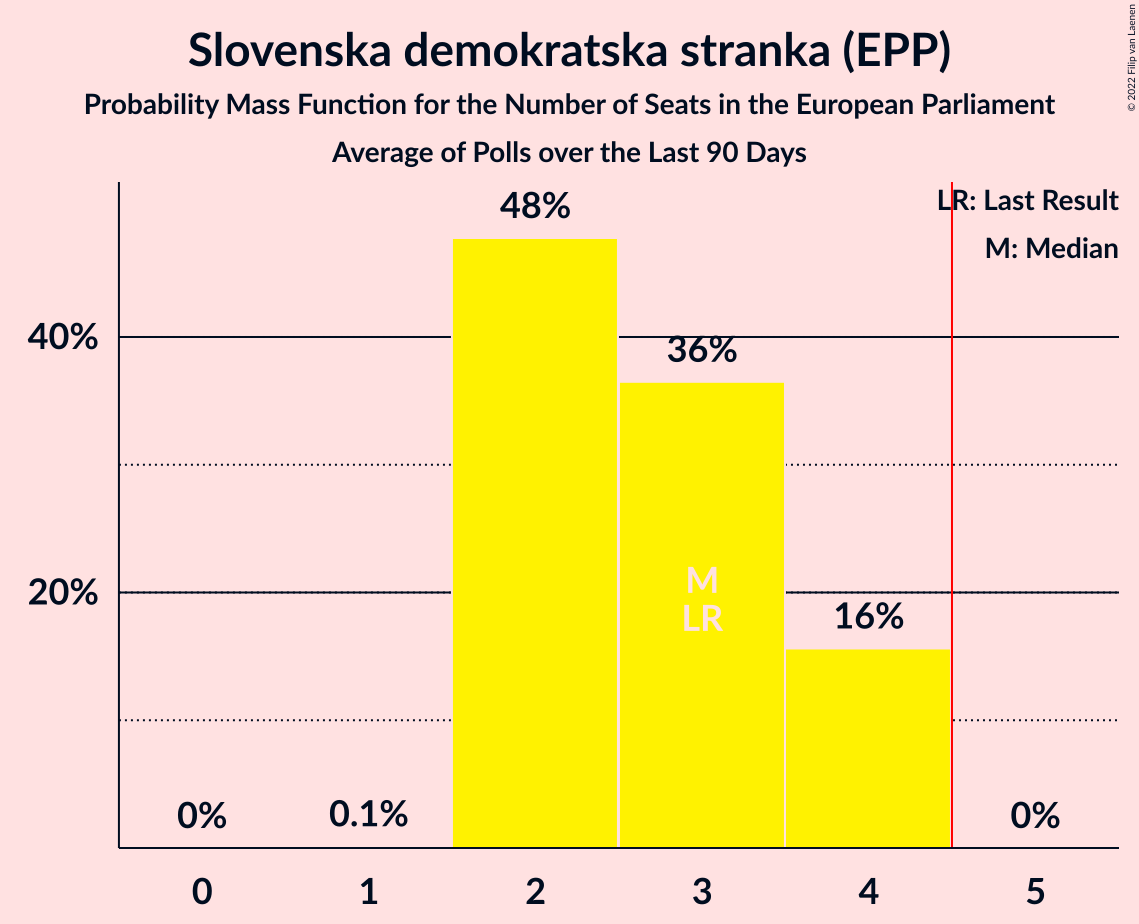 Slovenska demokratska stranka (EPP)
Probability Mass Function for the Number of Seats in the European Parliament
Average of Polls over the Last 90 Days
© 2022 Filip van Laenen
LR: Last Result
M: Median
48%
40%
36%
20%
M
LR
16%
0%
0.1%
0%
0
1
2
3
4
5